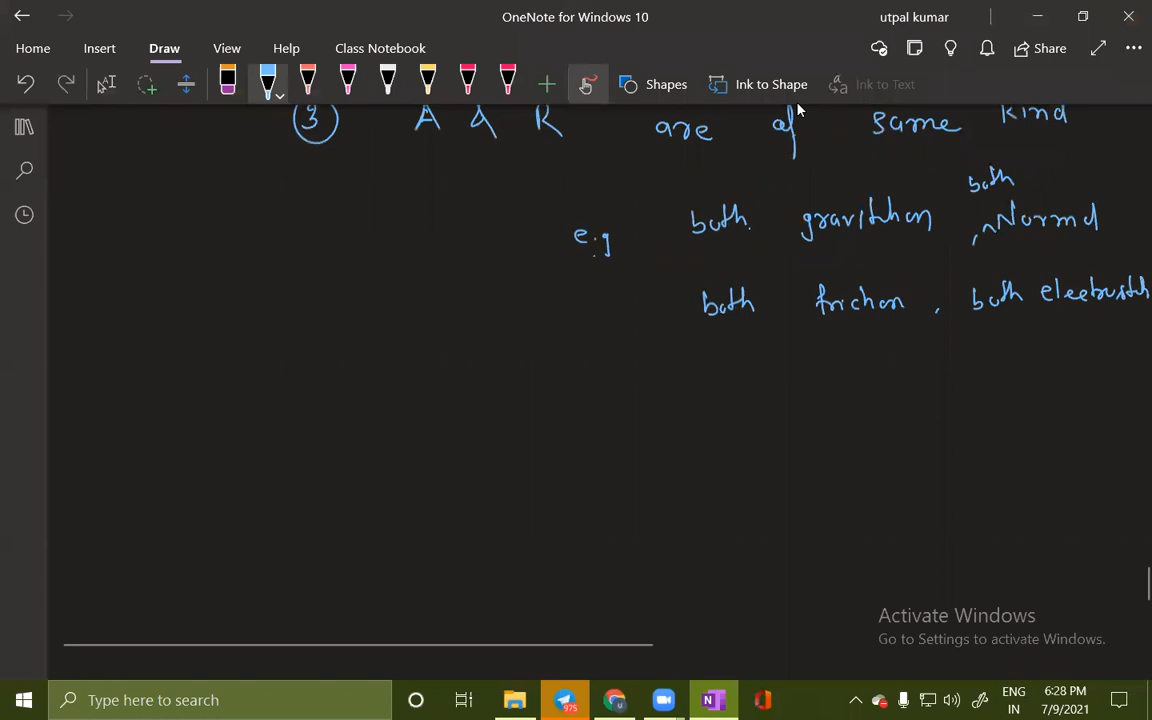 OneNote for Windows 10
utpal kumar
Home Insert Draw View Help Class Notebook Share
Shapes Ink to Shape Ink to Text
3 A & R are of same kind
both
e.g both gravitation , Normal
both friction , both
Activate Windows
Go to Settings to activate Windows.
Type here to search
975
ENG
IN
6:28 PM
7/9/2021